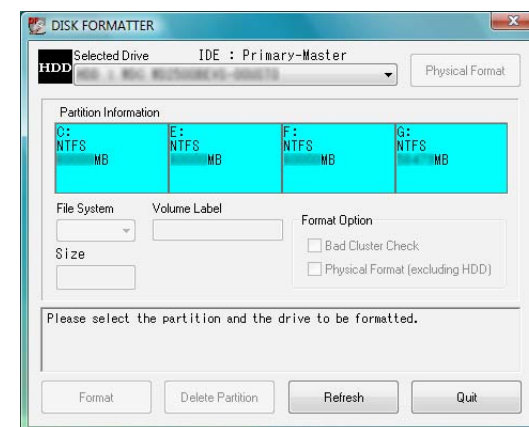 DISK FORMATTER
HDD
Selected Drive
IDE : Primary-Master
Physical Format
Partition Information
C: E: F: G:
NTFS NTFS NTFS NTFS
MB MB MB MB
File System Volume Label
Size
Format Option
Bad Cluster Check
Physical Format (excluding HDD)
Please select the partition and the drive to be formatted.
Format Delete Partition Refresh Quit